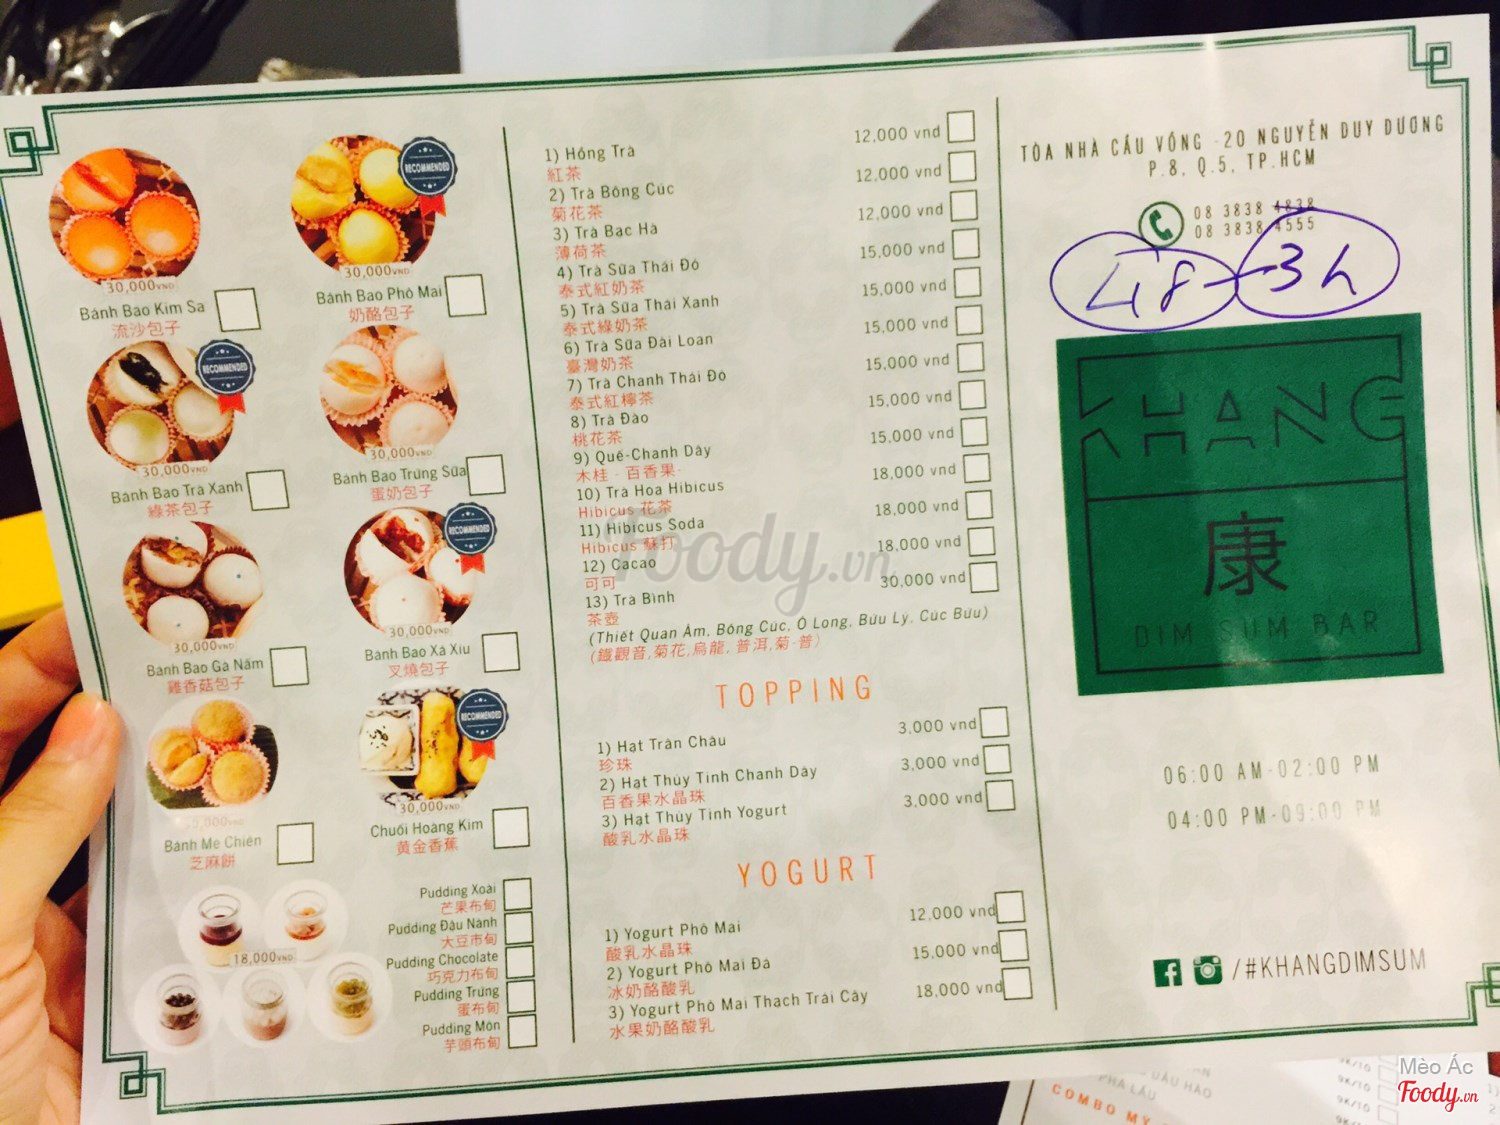 30,000VND
Bánh Bao Kim Sa
流沙包子
RECOMMENDED
30,000VND
Bánh Bao Phô Mai
奶酪包子
RECOMMENDED
30,000VND
Bánh Bao Trà Xanh
綠茶包子
30,000VND
Bánh Bao Trứng Sữa
蛋奶包子
30,000VND
Bánh Bao Gà Nấm
雞香菇包子
RECOMMENDED
30,000VND
Bánh Bao Xá Xíu
叉燒包子
30,000VND
Bánh Mè Chiên
芝麻餅
RECOMMENDED
30,000VND
Chuối Hoàng Kim
黄金香蕉
18,000VND
Pudding Xoài
芒果布甸
Pudding Đậu Nành
大豆市甸
Pudding Chocolate
巧克力布甸
Pudding Trứng
蛋布甸
Pudding Môn
芋頭布甸
1) Hồng Trà 12,000 vnd
紅茶
2) Trà Bông Cúc 12,000 vnd
菊花茶
3) Trà Bạc Hà 12,000 vnd
薄荷茶
4) Trà Sữa Thái Đỏ 15,000 vnd
泰式紅奶茶
5) Trà Sữa Thái Xanh 15,000 vnd
泰式綠奶茶
6) Trà Sữa Đài Loan 15,000 vnd
臺灣奶茶
7) Trà Chanh Thái Đỏ 15,000 vnd
泰式紅檸茶
8) Trà Đào 15,000 vnd
桃花茶
9) Quế-Chanh Dây 15,000 vnd
木桂 - 百香果-
10) Trà Hoa Hibicus 18,000 vnd
Hibicus 花茶
11) Hibicus Soda 18,000 vnd
Hibicus 蘇打
12) Cacao 18,000 vnd
可可
13) Trà Bình 30,000 vnd
茶壺
(Thiết Quan Âm, Bông Cúc, Ô Long, Bửu Lý, Cúc Bửu)
(鐵觀音,菊花,烏龍, 普洱,菊-普)
TOPPING
1) Hạt Trân Châu 3,000 vnd
珍珠
2) Hạt Thủy Tinh Chanh Dây 3,000 vnd
百香果水晶珠
3) Hạt Thủy Tinh Yogurt 3,000 vnd
酸乳水晶珠
YOGURT
1) Yogurt Phô Mai 12,000 vnd
酸乳水晶珠
2) Yogurt Phô Mai Đá 15,000 vnd
冰奶酪酸乳
3) Yogurt Phô Mai Thạch Trái Cây 18,000 vnd
水果奶酪酸乳
TÒA NHÀ CẦU VỒNG -20 NGUYỄN DUY DƯƠNG
P.8, Q.5, TP.HCM
08 3838 4838
08 3838 4555
48 - 3h
KHANG
康
DIM SUM BAR
06:00 AM-02:00 PM
04:00 PM-09:00 PM
/#KHANGDIMSUM
Foody.vn
COMBO MY
PHÁ LẤU
Mèo Ác
Foody.vn